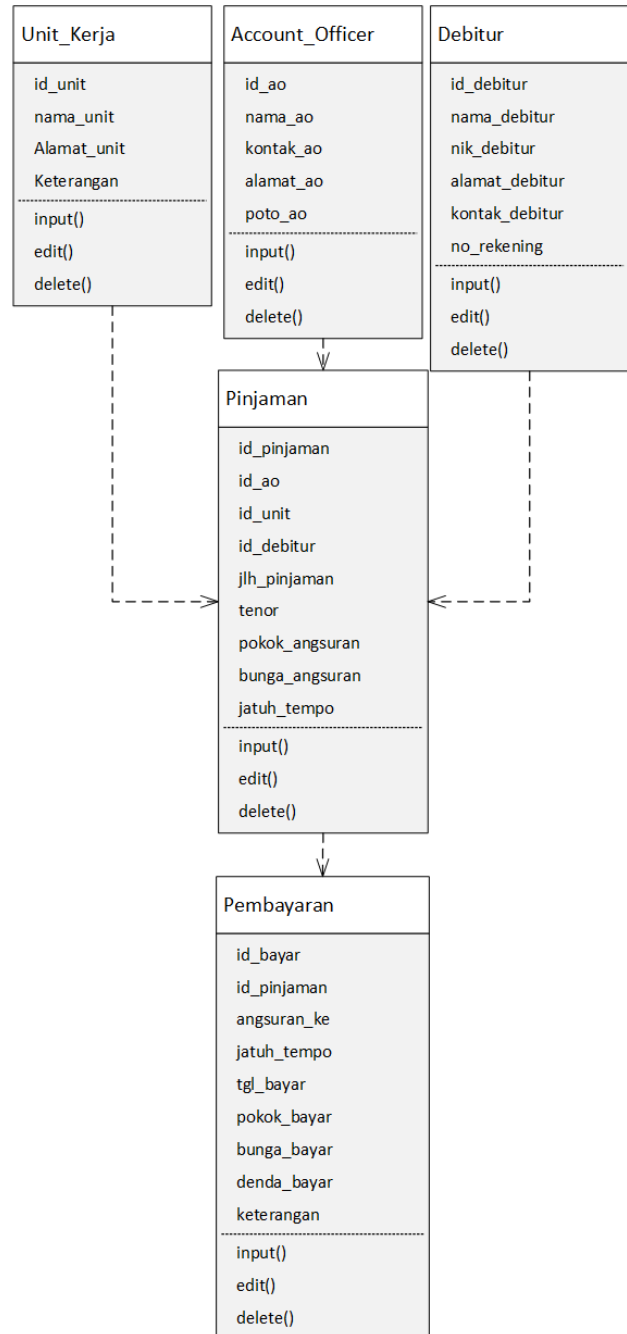 Unit_Kerja
id_unit
nama_unit
Alamat_unit
Keterangan
input()
edit()
delete()
Account_Officer
id_ao
nama_ao
kontak_ao
alamat_ao
poto_ao
input()
edit()
delete()
Debitur
id_debitur
nama_debitur
nik_debitur
alamat_debitur
kontak_debitur
no_rekening
input()
edit()
delete()
Pinjaman
id_pinjaman
id_ao
id_unit
id_debitur
jlh_pinjaman
tenor
pokok_angsuran
bunga_angsuran
jatuh_tempo
input()
edit()
delete()
Pembayaran
id_bayar
id_pinjaman
angsuran_ke
jatuh_tempo
tgl_bayar
pokok_bayar
bunga_bayar
denda_bayar
keterangan
input()
edit()
delete()